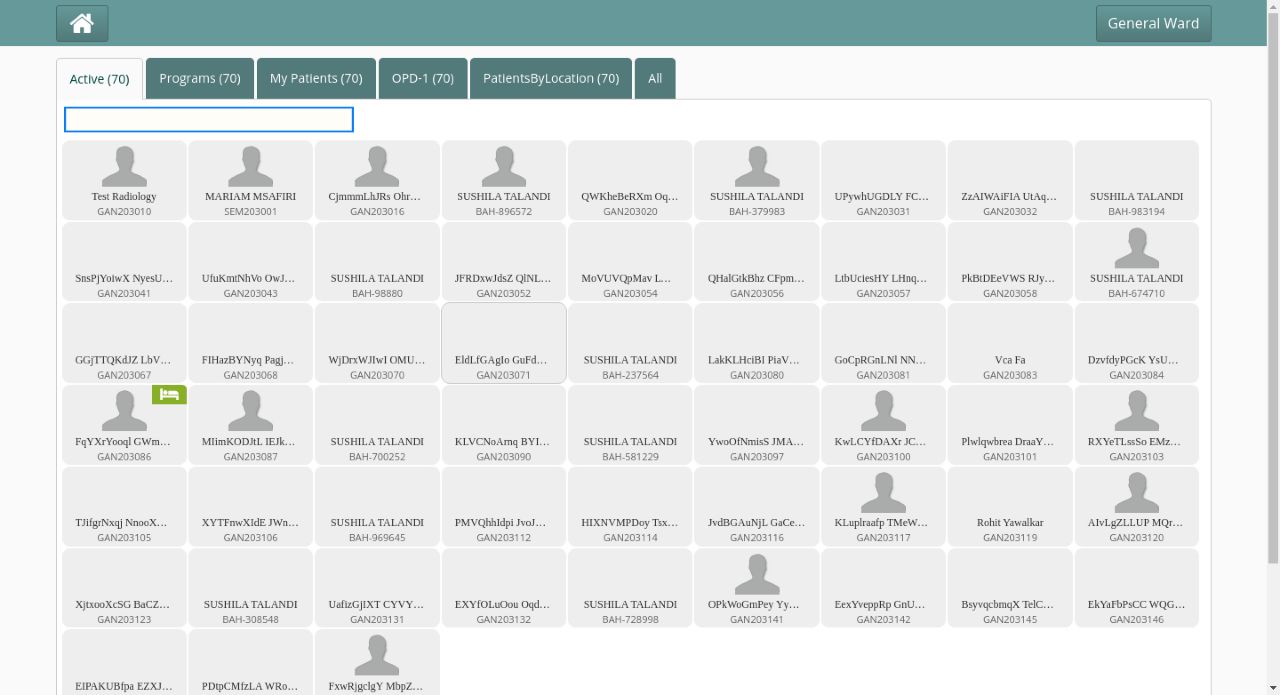 General Ward
Active (70)
Programs (70)
My Patients (70)
OPD-1 (70)
PatientsByLocation (70)
All
Test Radiology
GAN203010
MARIAM MSAFIRI
SEM203001
CjmmmLhJRs Ohr…
GAN203016
SUSHILA TALANDI
BAH-896572
QWKheBeRXm Oq…
GAN203020
SUSHILA TALANDI
BAH-379983
UPywhUGDLY FC…
GAN203031
ZzAIWAiFIA UtAq…
GAN203032
SUSHILA TALANDI
BAH-983194
SnsPjYoiwX NyesU…
GAN203041
UfuKmtNhVo OwJ…
GAN203043
SUSHILA TALANDI
BAH-98880
JFRDxwJdsZ QlNL…
GAN203052
MoVUVQpMav L…
GAN203054
QHalGtkBhz CFpm…
GAN203056
LtbUciesHY LHnq…
GAN203057
PkBtDEeVWS RJy…
GAN203058
SUSHILA TALANDI
BAH-674710
GGjTTQKdJZ LbV…
GAN203067
FIHazBYNyq Pagj…
GAN203068
WjDrxWJIwI OMU…
GAN203070
EldLfGAgIo GuFd…
GAN203071
SUSHILA TALANDI
BAH-237564
LakKLHciBI PiaV…
GAN203080
GoCpRGnLNl NN…
GAN203081
Vca Fa
GAN203083
DzvfdyPGcK YsU…
GAN203084
FqYXrYooql GWm…
GAN203086
MIimKODJtL IEJk…
GAN203087
SUSHILA TALANDI
BAH-700252
KLVCNoArnq BYI…
GAN203090
SUSHILA TALANDI
BAH-581229
YwoOfNmisS JMA…
GAN203097
KwLCYfDAXr JC…
GAN203100
Plwlqwbrea DraaY…
GAN203101
RXYeTLssSo EMz…
GAN203103
TJifgrNxqj NnooX…
GAN203105
XYTFnwXIdE JWn…
GAN203106
SUSHILA TALANDI
BAH-969645
PMVQhhIdpi JvoJ…
GAN203112
HIXNVMPDoy Tsx…
GAN203114
JvdBGAuNjL GaCe…
GAN203116
KLuplraafp TMeW…
GAN203117
Rohit Yawalkar
GAN203119
AIvLgZLLUP MQr…
GAN203120
XjtxooXcSG BaCZ…
GAN203123
SUSHILA TALANDI
BAH-308548
UafizGjIXT CYVY…
GAN203131
EXYfOLuOou Oqd…
GAN203132
SUSHILA TALANDI
BAH-728998
OPkWoGmPey Yy…
GAN203141
EexYveppRp GnU…
GAN203142
BsyvqcbmqX TelC…
GAN203145
EkYaFbPsCC WQG…
GAN203146
EIPAKUBfpa EZXJ…
PDtpCMfzLA WRo…
FxwRjgclgY MbpZ…